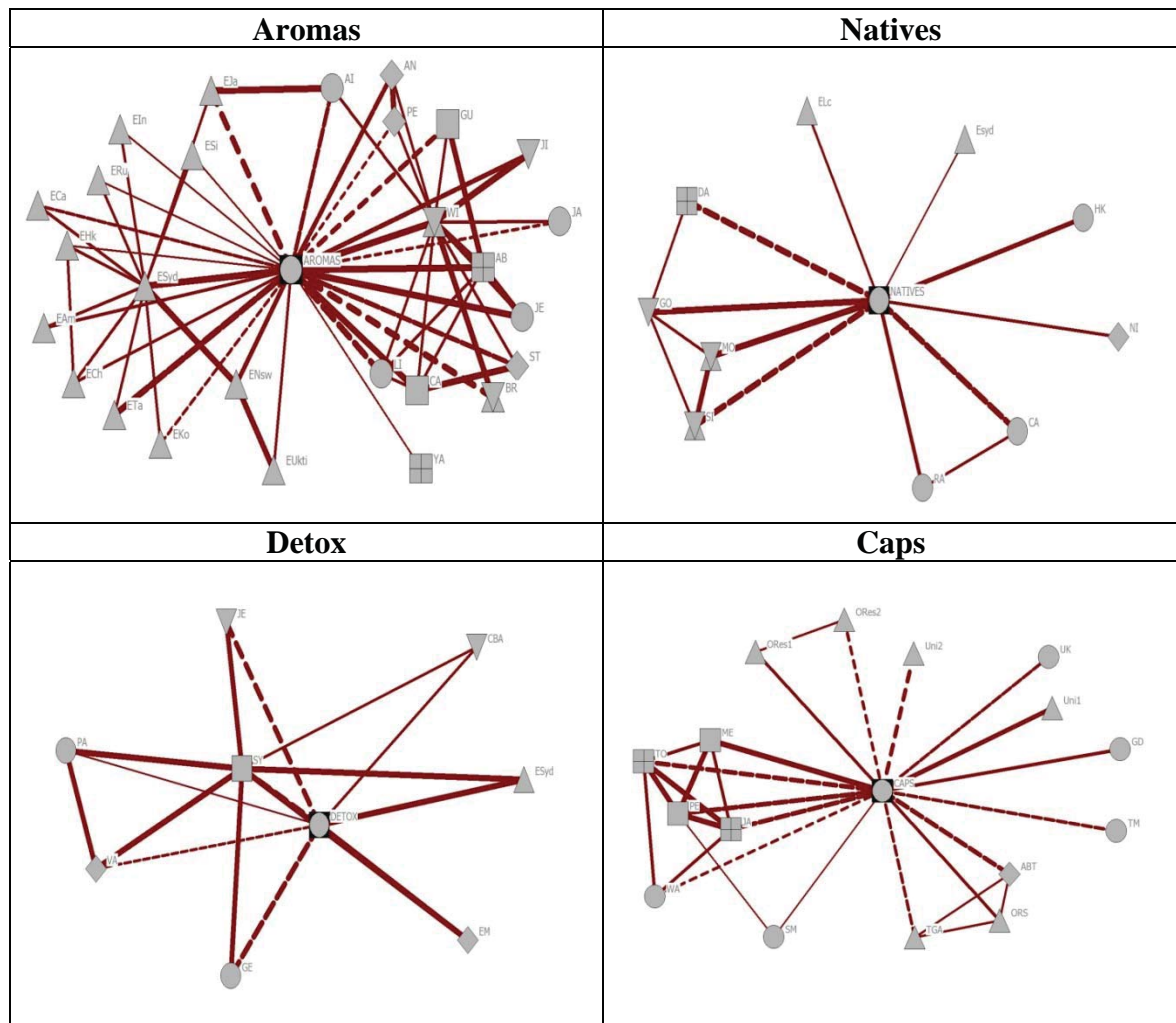 Aromas
Natives
EJa
AI
AN
PE
GU
EIn
ESi
JI
ERu
ECa
WI
JA
EHk
AROMAS
AB
ESyd
EAm
JE
ECh
ENsw
LI
CA
ST
BR
ETa
EKo
EUkti
YA
ELc
Esyd
DA
HK
NATIVES
GO
MO
NI
SI
CA
RA
Detox
Caps
JE
CBA
PA
SY
ESyd
DETOX
VA
EM
GE
ORes2
ORes1
Uni2
UK
Uni1
ME
TO
GD
CAPS
PE
JA
TM
WA
ABT
ORS
TGA
SM